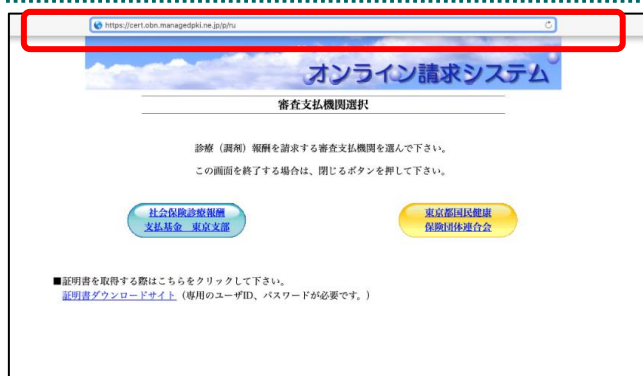 https://cert.obn.managedpki.ne.jp/p/ru
オンライン請求システム
審査支払機関選択
診療（調剤）報酬を請求する審査支払機関を選んで下さい。
この画面を終了する場合は、閉じるボタンを押して下さい。
社会保険診療報酬
支払基金　東京支部
東京都国民健康
保険団体連合会
■証明書を取得する際はこちらをクリックして下さい。
証明書ダウンロードサイト（専用のユーザID、パスワードが必要です。）